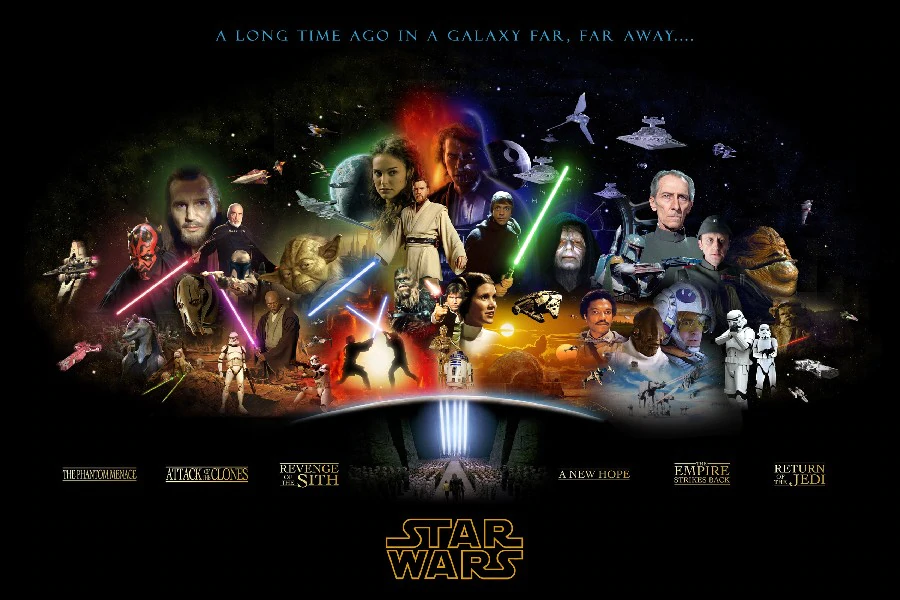 A LONG TIME AGO IN A GALAXY FAR, FAR AWAY....
THE PHANTOM MENACE
ATTACK OF THE CLONES
REVENGE
OF THE SITH
A NEW HOPE
THE
EMPIRE
STRIKES BACK
RETURN
OF THE JEDI
STAR
WARS